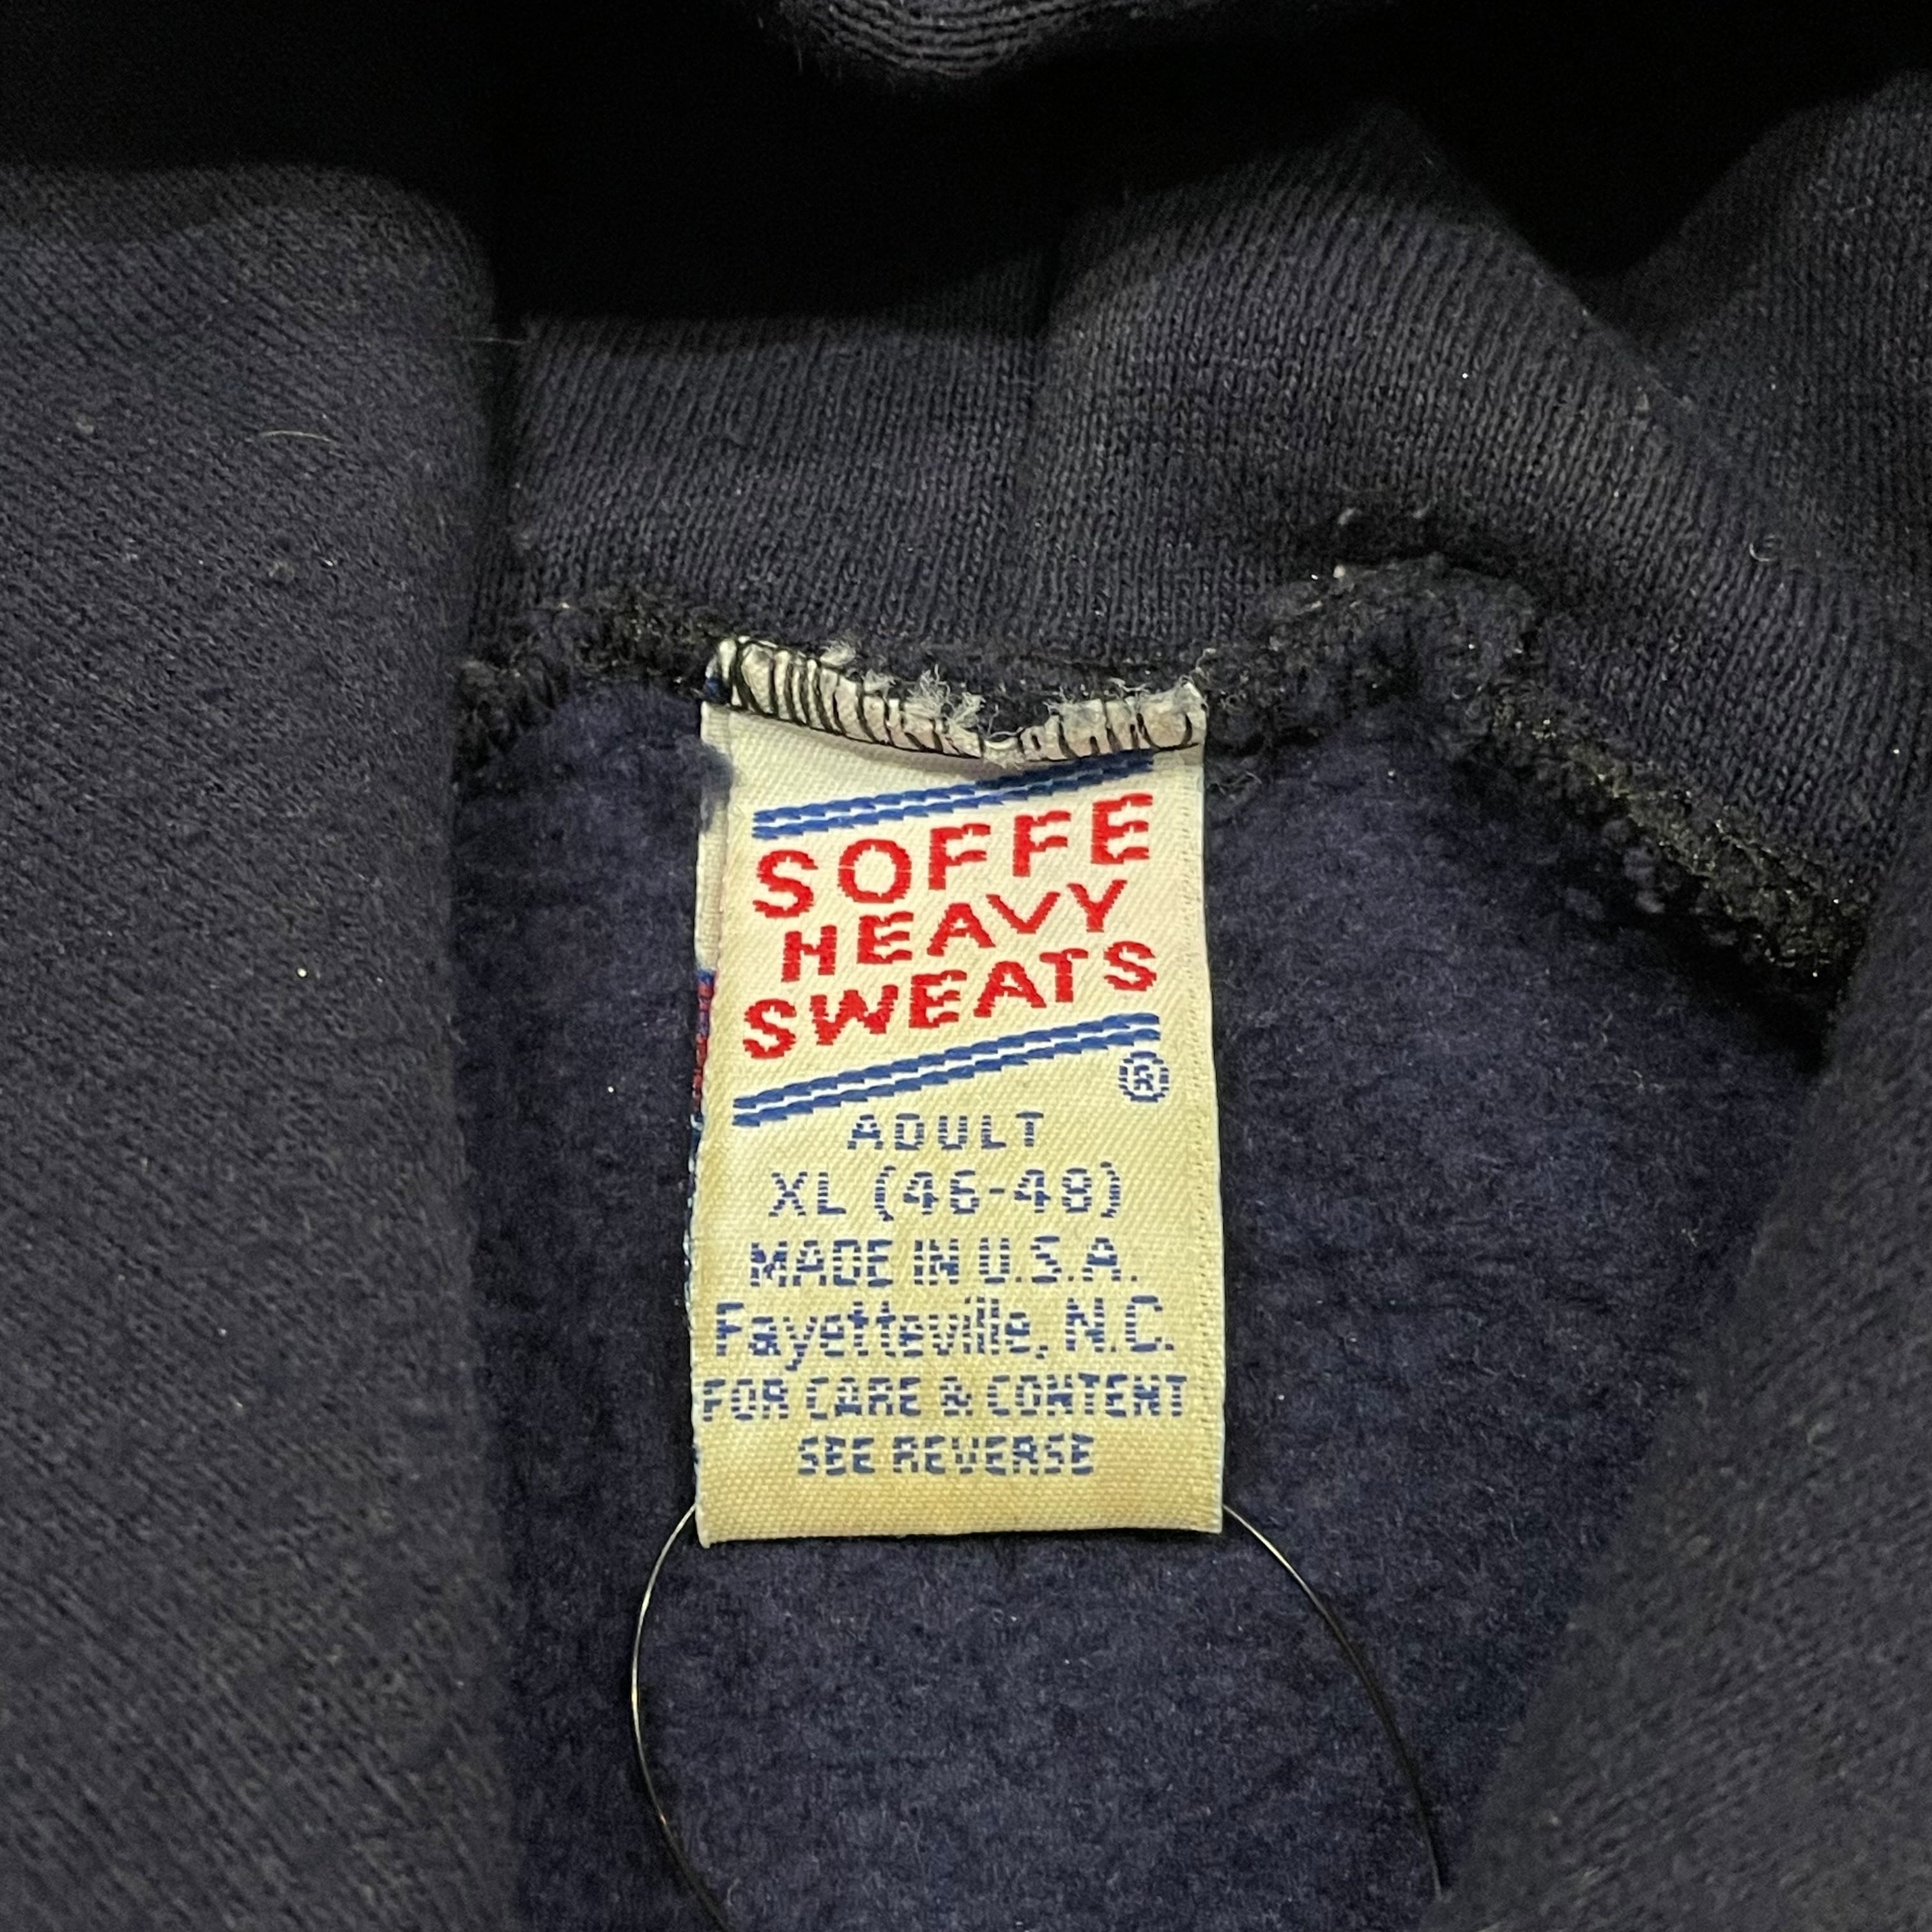 SOFFE
HEAVY
SWEATS
®
ADULT
XL (46-48)
MADE IN U.S.A.
Fayetteville, N.C.
FOR CARE & CONTENT
SEE REVERSE